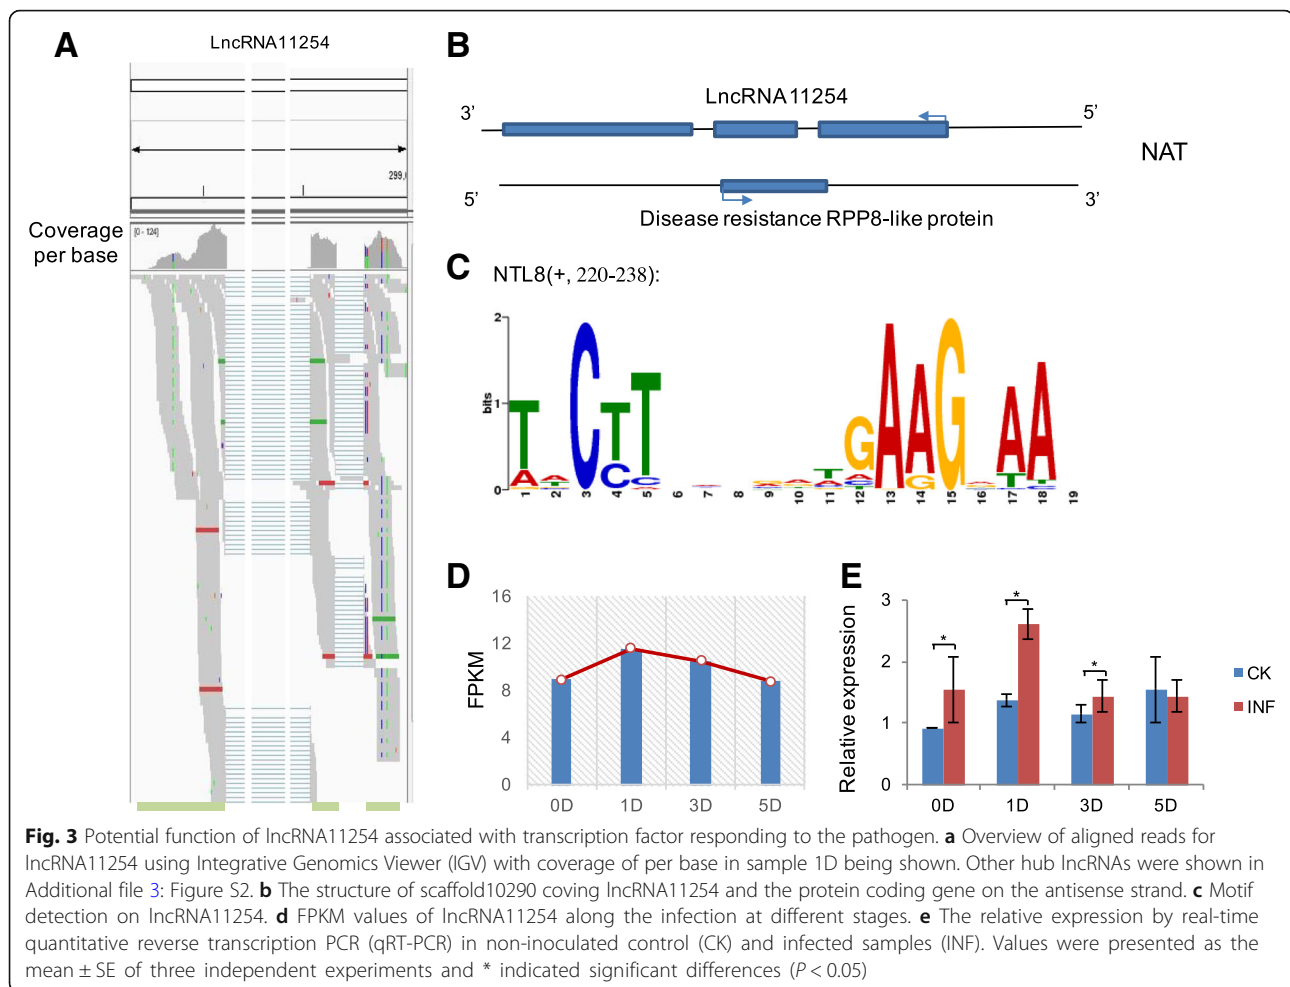 A
LncRNA11254
299,
Coverage
per base
[0 - 124]
B
LncRNA11254
3’
5’
NAT
5’
3’
Disease resistance RPP8-like protein
C
NTL8(+, 220-238):
2
1
0
bits
1 2 3 4 5 6 7 8 9 10 11 12 13 14 15 16 17 18 19
D
16
12
8
4
0
FPKM
0D 1D 3D 5D
E
3
2
1
0
Relative expression
* * *
CK
INF
0D 1D 3D 5D
Fig. 3 Potential function of lncRNA11254 associated with transcription factor responding to the pathogen. a Overview of aligned reads for
lncRNA11254 using Integrative Genomics Viewer (IGV) with coverage of per base in sample 1D being shown. Other hub lncRNAs were shown in
Additional file 3: Figure S2. b The structure of scaffold10290 coving lncRNA11254 and the protein coding gene on the antisense strand. c Motif
detection on lncRNA11254. d FPKM values of lncRNA11254 along the infection at different stages. e The relative expression by real-time
quantitative reverse transcription PCR (qRT-PCR) in non-inoculated control (CK) and infected samples (INF). Values were presented as the
mean ± SE of three independent experiments and * indicated significant differences (P < 0.05)